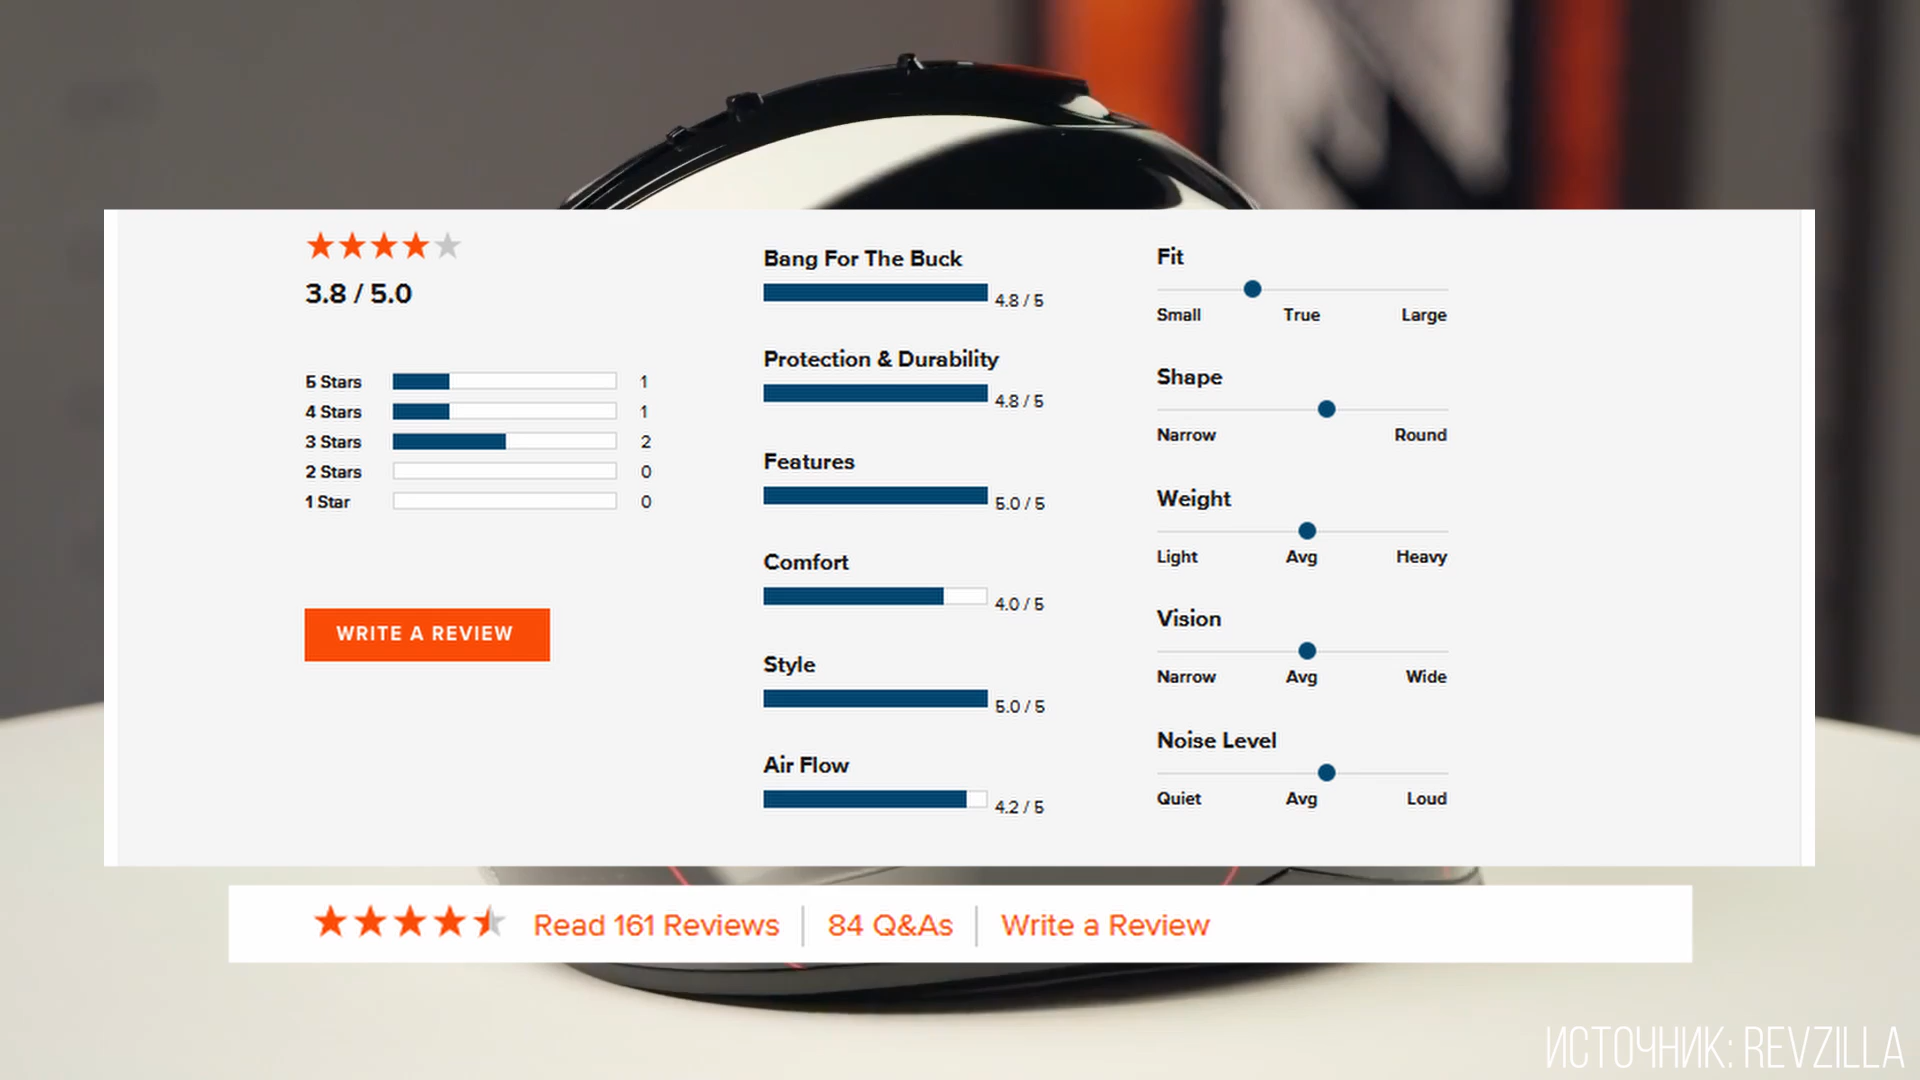 3.8 / 5.0
5 Stars 1
4 Stars 1
3 Stars 2
2 Stars 0
1 Star 0
WRITE A REVIEW
Bang For The Buck
4.8 / 5
Protection & Durability
4.8 / 5
Features
5.0 / 5
Comfort
4.0 / 5
Style
5.0 / 5
Air Flow
4.2 / 5
Fit
Small True Large
Shape
Narrow Round
Weight
Light Avg Heavy
Vision
Narrow Avg Wide
Noise Level
Quiet Avg Loud
Read 161 Reviews
84 Q&As
Write a Review
ИСТОЧНИК: REVZILLA